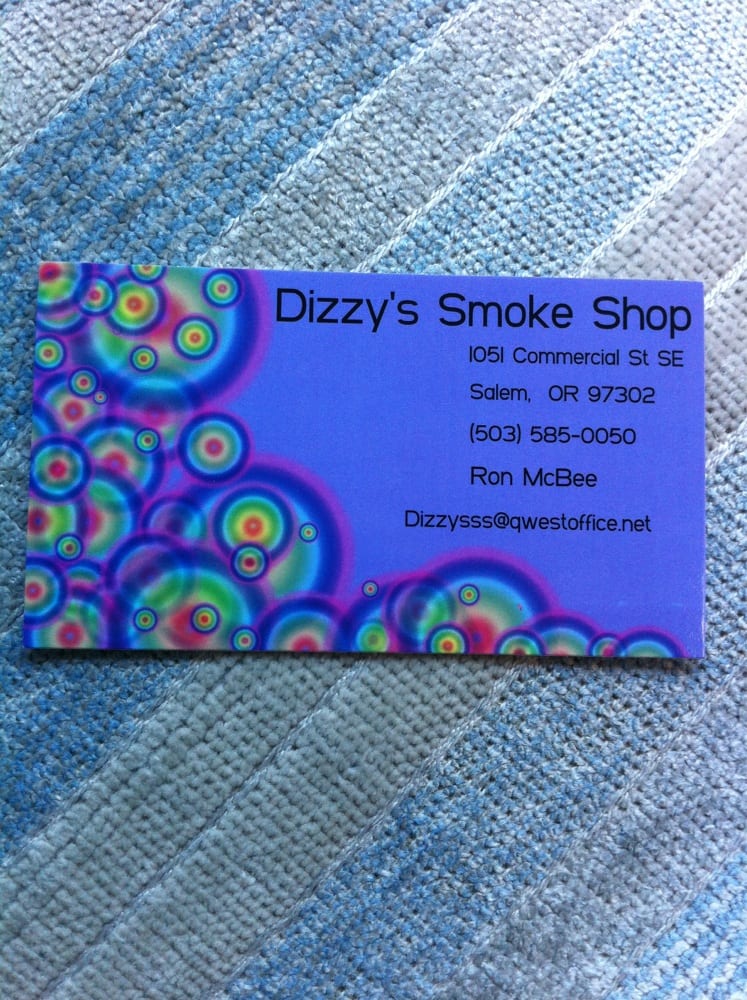 Dizzy's Smoke Shop
1051 Commercial St SE
Salem, OR 97302
(503) 585-0050
Ron McBee
Dizzysss@qwestoffice.net